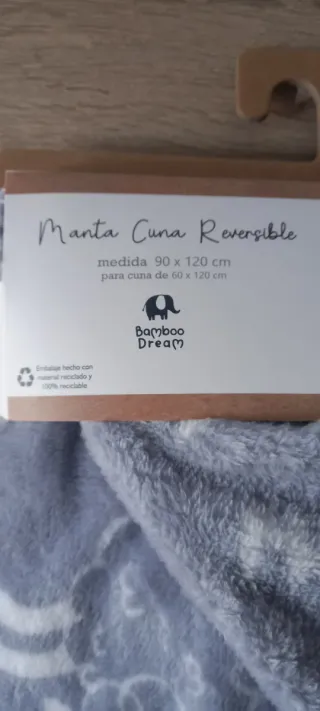 Manta Cuna Reversible
medida 90 x 120 cm
para cuna de 60 x 120 cm
Bamboo
Dream
Embalaje hecho con
material reciclado y
100% reciclable